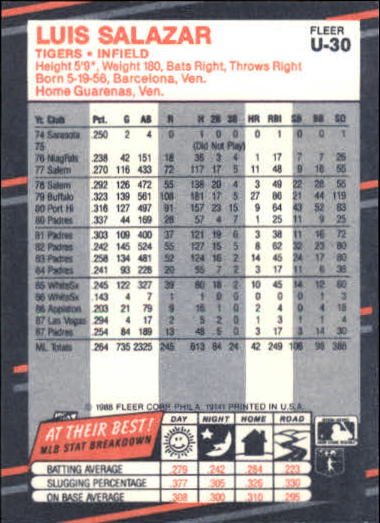 LUIS SALAZAR
FLEER
U-30
TIGERS • INFIELD
Height 5'9", Weight 180, Bats Right, Throws Right
Born 5-19-56, Barcelona, Ven.
Home Guarenas, Ven.
Yr. Club Pct. G AB R H 2B 3B HR RBI SB BB SO
74 Sarasota .250 2 4 0 1 0 0 0 0 0 0 1
75 (Did Not Play)
76 NiagFals .238 42 151 18 36 3 4 1 17 7 7 26
77 Salem .270 116 433 72 117 17 5 11 48 9 16 55
78 Salem .292 126 472 55 138 20 4 3 49 22 28 55
79 Buffalo .323 139 561 108 181 17 5 27 86 21 44 119
80 Port Hi .316 127 497 91 157 23 15 9 64 43 52 83
80 Padres .337 44 169 28 57 4 7 1 25 11 9 25
81 Padres .303 109 400 37 121 19 6 3 38 11 16 72
82 Padres .242 145 524 55 127 15 5 8 62 32 23 80
83 Padres .258 134 481 52 124 16 2 14 45 24 17 80
84 Padres .241 93 228 20 55 7 2 3 17 11 6 38
85 WhiteSx .245 122 327 39 80 18 2 10 45 14 12 60
86 WhiteSx .143 4 7 1 1 0 0 0 0 0 1 3
86 Appleton .203 21 79 9 16 1 0 2 4 0 4 18
87 Las Vegas .294 4 17 2 5 2 0 0 2 0 0 4
87 Padres .254 84 189 13 48 5 0 3 17 3 14 30
ML Totals .264 735 2325 245 613 84 24 42 249 106 98 388
© 1988 FLEER CORP. PHILA. 19141 PRINTED IN U.S.A.
AT THEIR BEST!
MLB STAT BREAKDOWN
DAY NIGHT HOME ROAD
BATTING AVERAGE .279 .242 .264 .223
SLUGGING PERCENTAGE .377 .305 .326 .330
ON BASE AVERAGE .308 .300 .310 .295